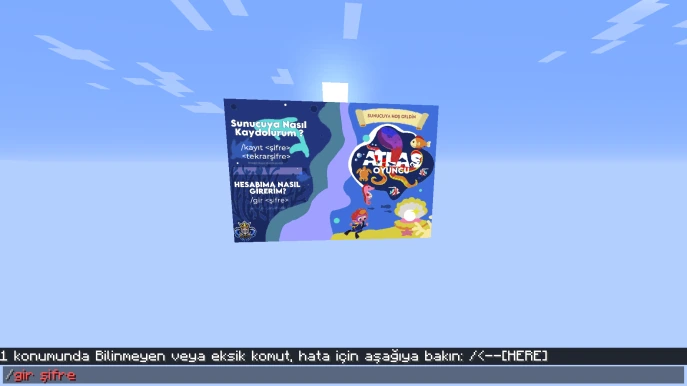 Sunucuya Nasıl
Kaydolurum ?
/kayıt <şifre>
<tekrarşifre>
HESABIMA NASIL
GİRERİM?
/gir <şifre>
SUNUCUYA HOŞ GELDİN
ATLAS
OYUNCU
1 konumunda Bilinmeyen veya eksik komut, hata için aşağıya bakın: /<--[HERE]
/gir şifre